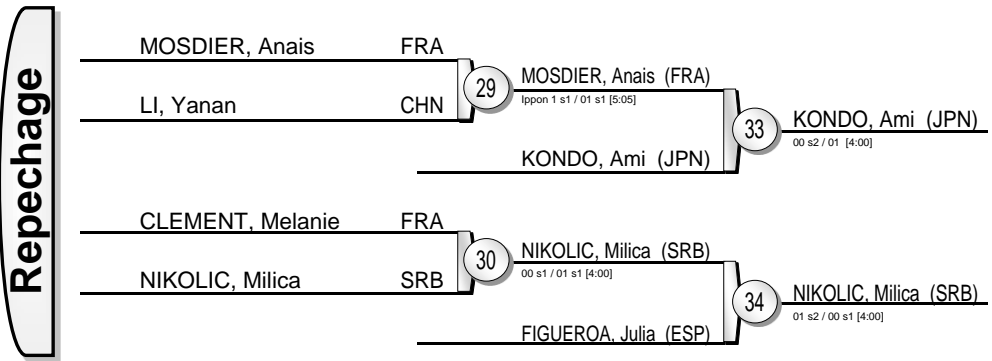 Repechage
MOSDIER, Anais FRA
LI, Yanan CHN
29
MOSDIER, Anais (FRA)
Ippon 1 s1 / 01 s1 [5:05]
KONDO, Ami (JPN)
33
KONDO, Ami (JPN)
00 s2 / 01 [4:00]
CLEMENT, Melanie FRA
NIKOLIC, Milica SRB
30
NIKOLIC, Milica (SRB)
00 s1 / 01 s1 [4:00]
FIGUEROA, Julia (ESP)
34
NIKOLIC, Milica (SRB)
01 s2 / 00 s1 [4:00]